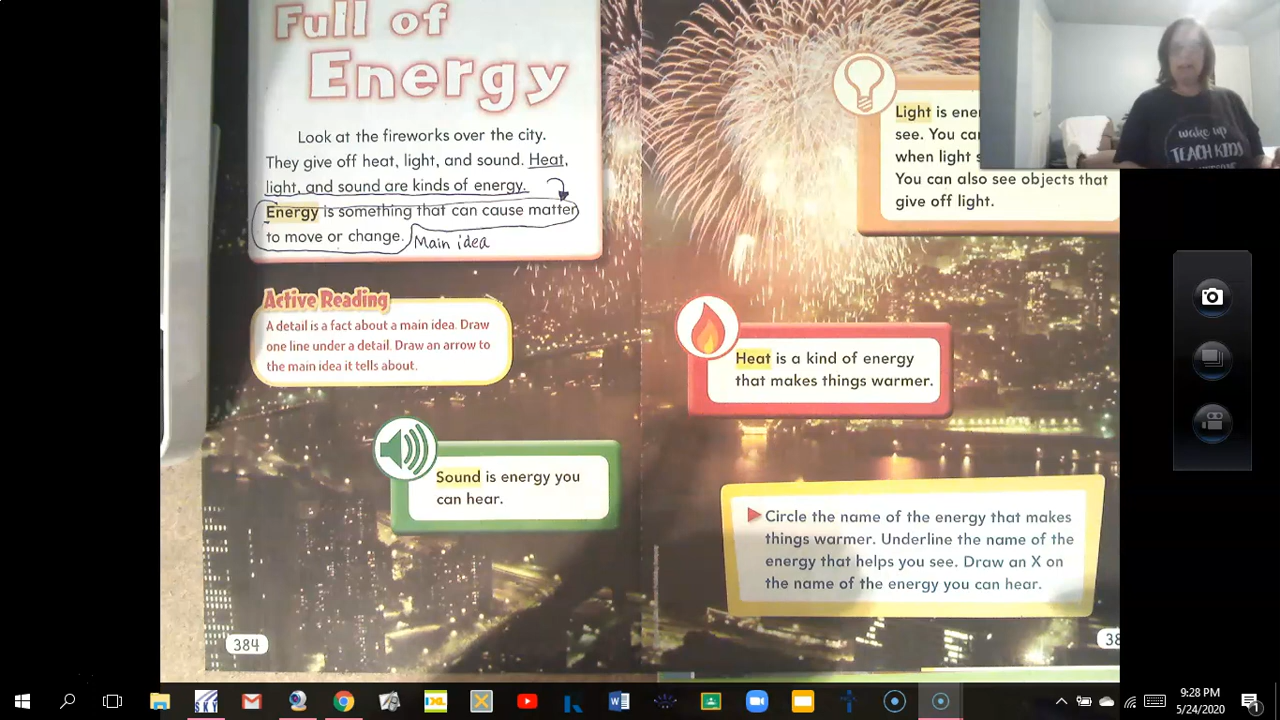 Full of
Energy
Look at the fireworks over the city.
They give off heat, light, and sound. Heat,
light, and sound are kinds of energy.
Energy is something that can cause matter
to move or change.
Main idea
Active Reading
A detail is a fact about a main idea. Draw
one line under a detail. Draw an arrow to
the main idea it tells about.
Sound is energy you
can hear.
384
Light is ener
see. You can
when light s
You can also see objects that
give off light.
Heat is a kind of energy
that makes things warmer.
Circle the name of the energy that makes
things warmer. Underline the name of the
energy that helps you see. Draw an X on
the name of the energy you can hear.
38
wake up
TEACH KIDS
IXL
9:28 PM
5/24/2020